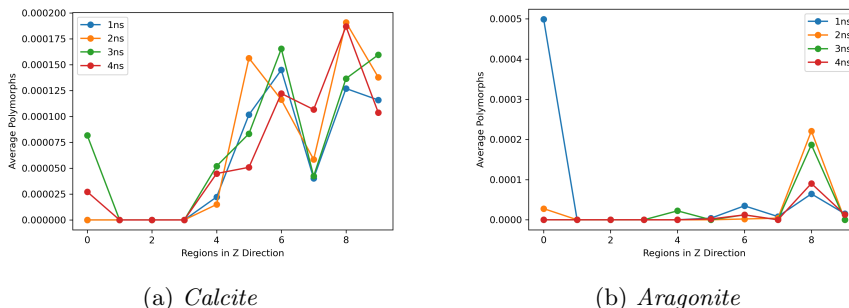 0.000200
0.000175
0.000150
0.000125
0.000100
0.000075
0.000050
0.000025
0.000000
Average Polymorphs
1ns
2ns
3ns
4ns
0 2 4 6 8
Regions in Z Direction
(a) Calcite
0.0005
0.0004
0.0003
0.0002
0.0001
0.0000
Average Polymorphs
1ns
2ns
3ns
4ns
0 2 4 6 8
Regions in Z Direction
(b) Aragonite